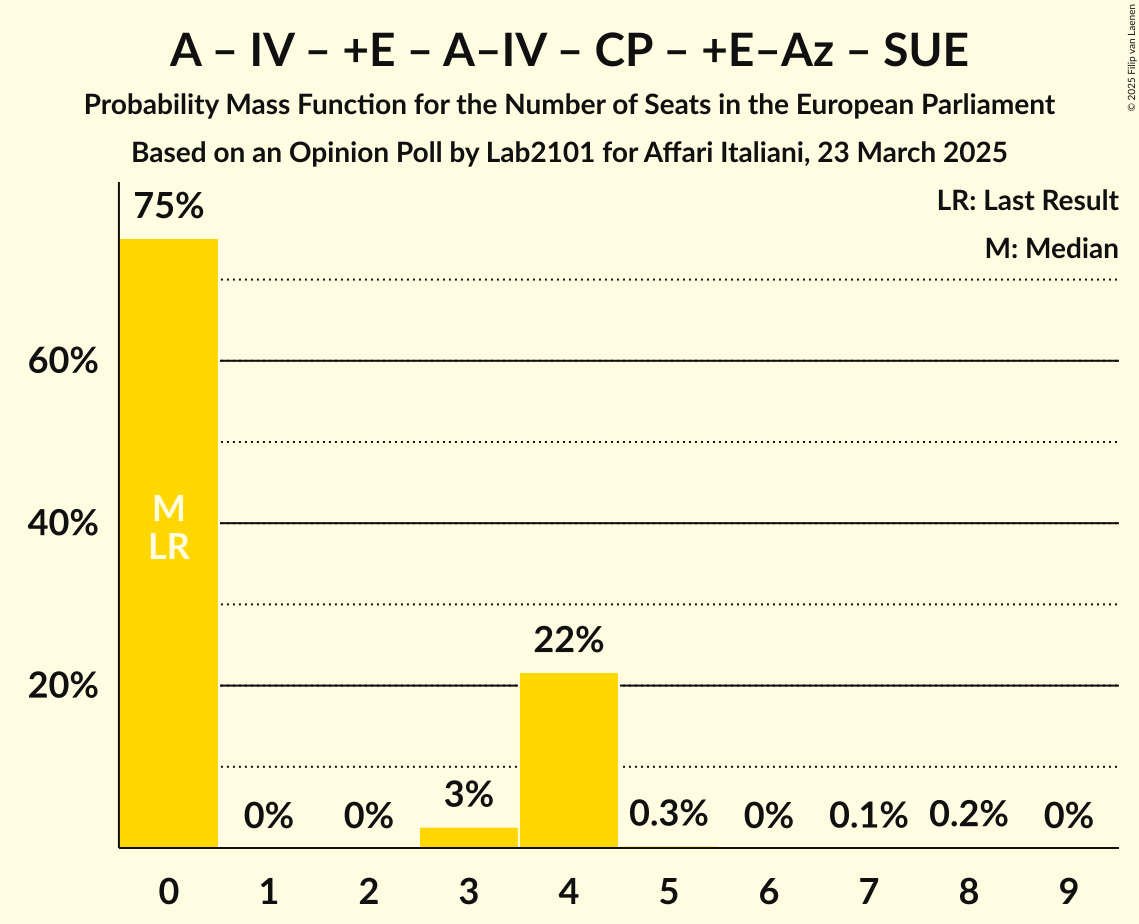 A – IV – +E – A–IV – CP – +E–Az – SUE
Probability Mass Function for the Number of Seats in the European Parliament
Based on an Opinion Poll by Lab2101 for Affari Italiani, 23 March 2025
© 2025 Filip van Laenen
LR: Last Result
M: Median
75%
60%
40%
20%
M
LR
0%
0%
3%
22%
0.3%
0%
0.1%
0.2%
0%
0 1 2 3 4 5 6 7 8 9